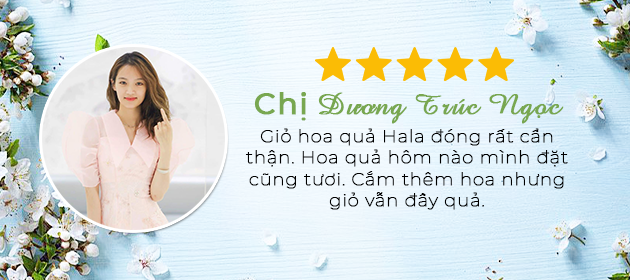 Chị Dương Trúc Ngọc
Giỏ hoa quả Hala đóng rất cẩn
thận. Hoa quả hôm nào mình đặt
cũng tươi. Cắm thêm hoa nhưng
giỏ vẫn đầy quả.